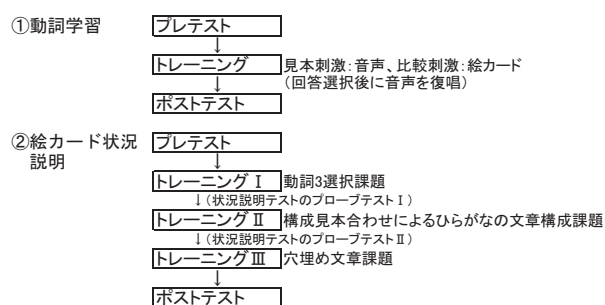 ①動詞学習 プレテスト
↓
トレーニング 見本刺激：音声、比較刺激：絵カード
（回答選択後に音声を復唱）
↓
ポストテスト
②絵カード状況 プレテスト
説明
↓
トレーニングⅠ 動詞3選択課題
↓（状況説明テストのプローブテストⅠ）
トレーニングⅡ 構成見本合わせによるひらがなの文章構成課題
↓（状況説明テストのプローブテストⅡ）
トレーニングⅢ 穴埋め文章課題
↓
ポストテスト